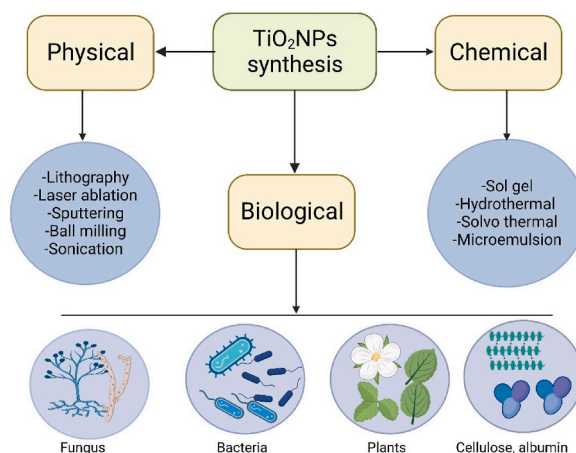 Physical
TiO₂NPs
synthesis
Chemical
-Lithography
-Laser ablation
-Sputtering
-Ball milling
-Sonication
Biological
-Sol gel
-Hydrothermal
-Solvo thermal
-Microemulsion
Fungus
Bacteria
Plants
Cellulose, albumin